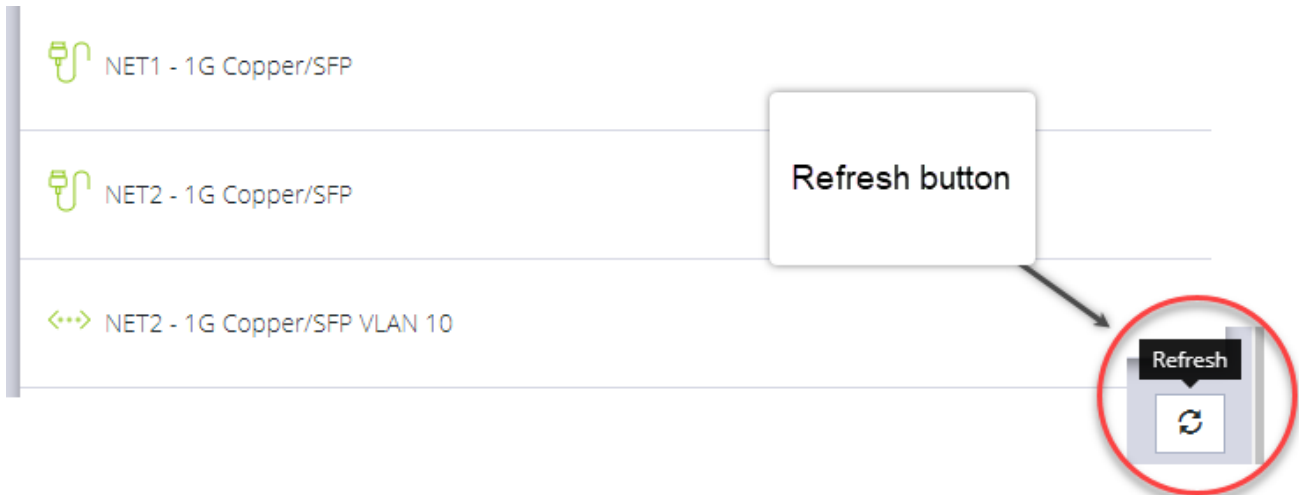 NET1 - 1G Copper/SFP
NET2 - 1G Copper/SFP
Refresh button
NET2 - 1G Copper/SFP VLAN 10
Refresh